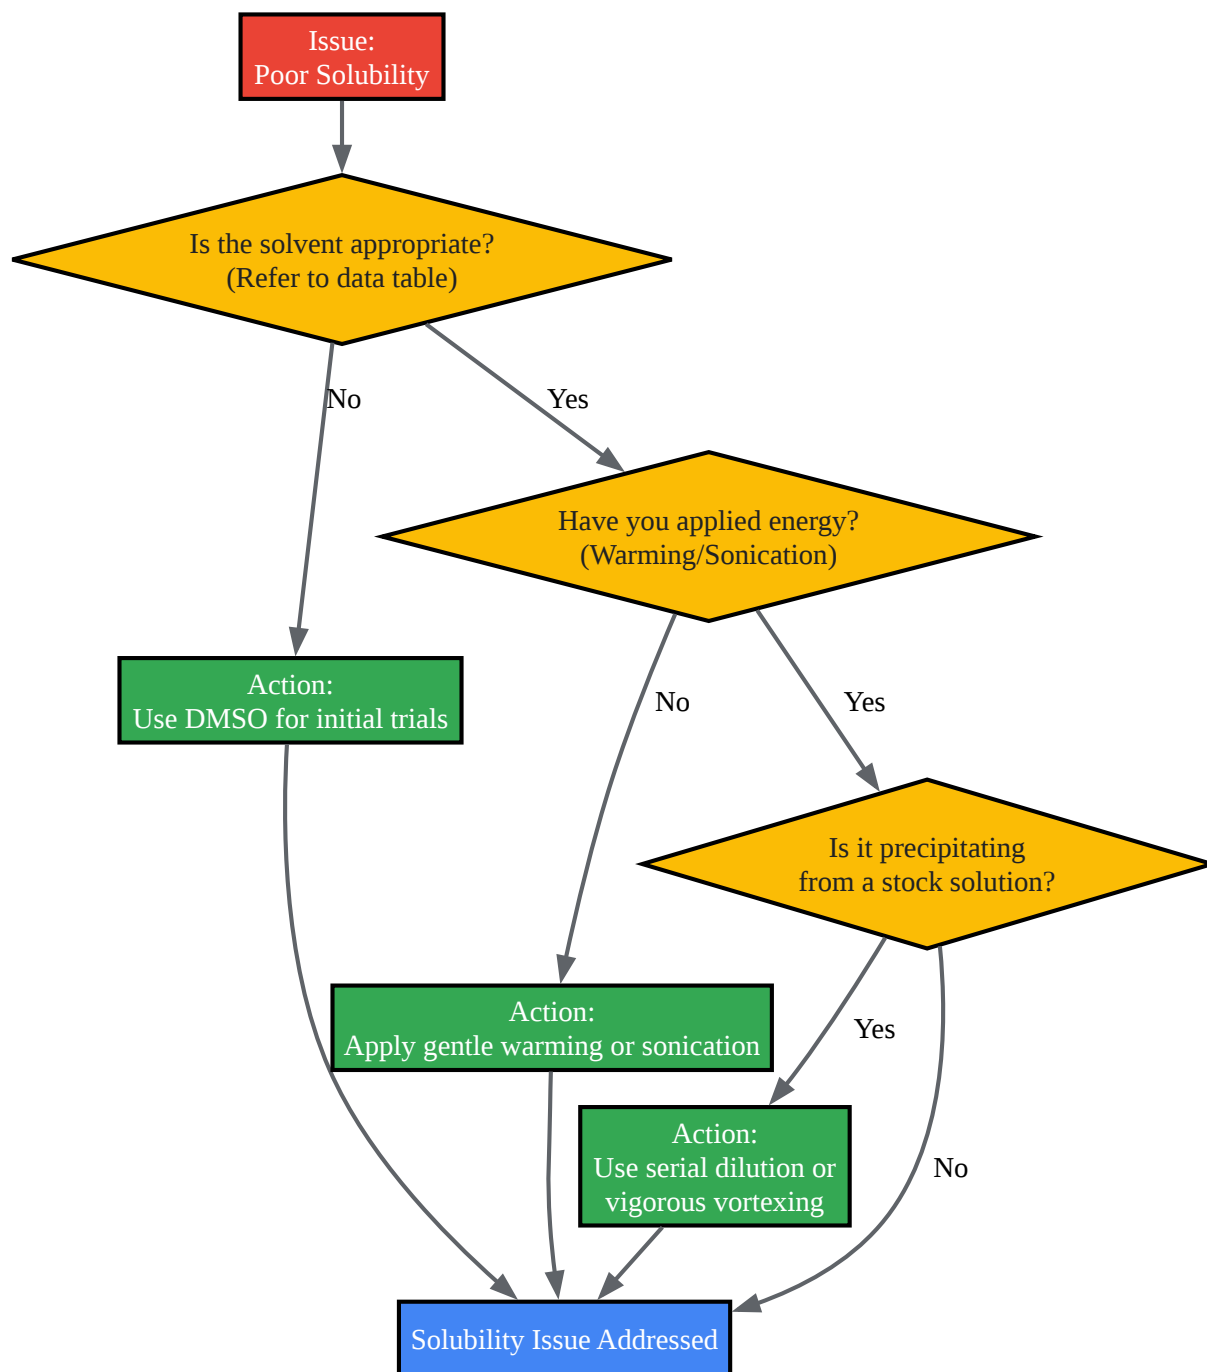 Issue:
Poor Solubility
Is the solvent appropriate?
(Refer to data table)
No
Yes
Have you applied energy?
(Warming/Sonication)
Action:
Use DMSO for initial trials
No
Yes
Is it precipitating
from a stock solution?
Action:
Apply gentle warming or sonication
Yes
Action:
Use serial dilution or
vigorous vortexing
No
Solubility Issue Addressed